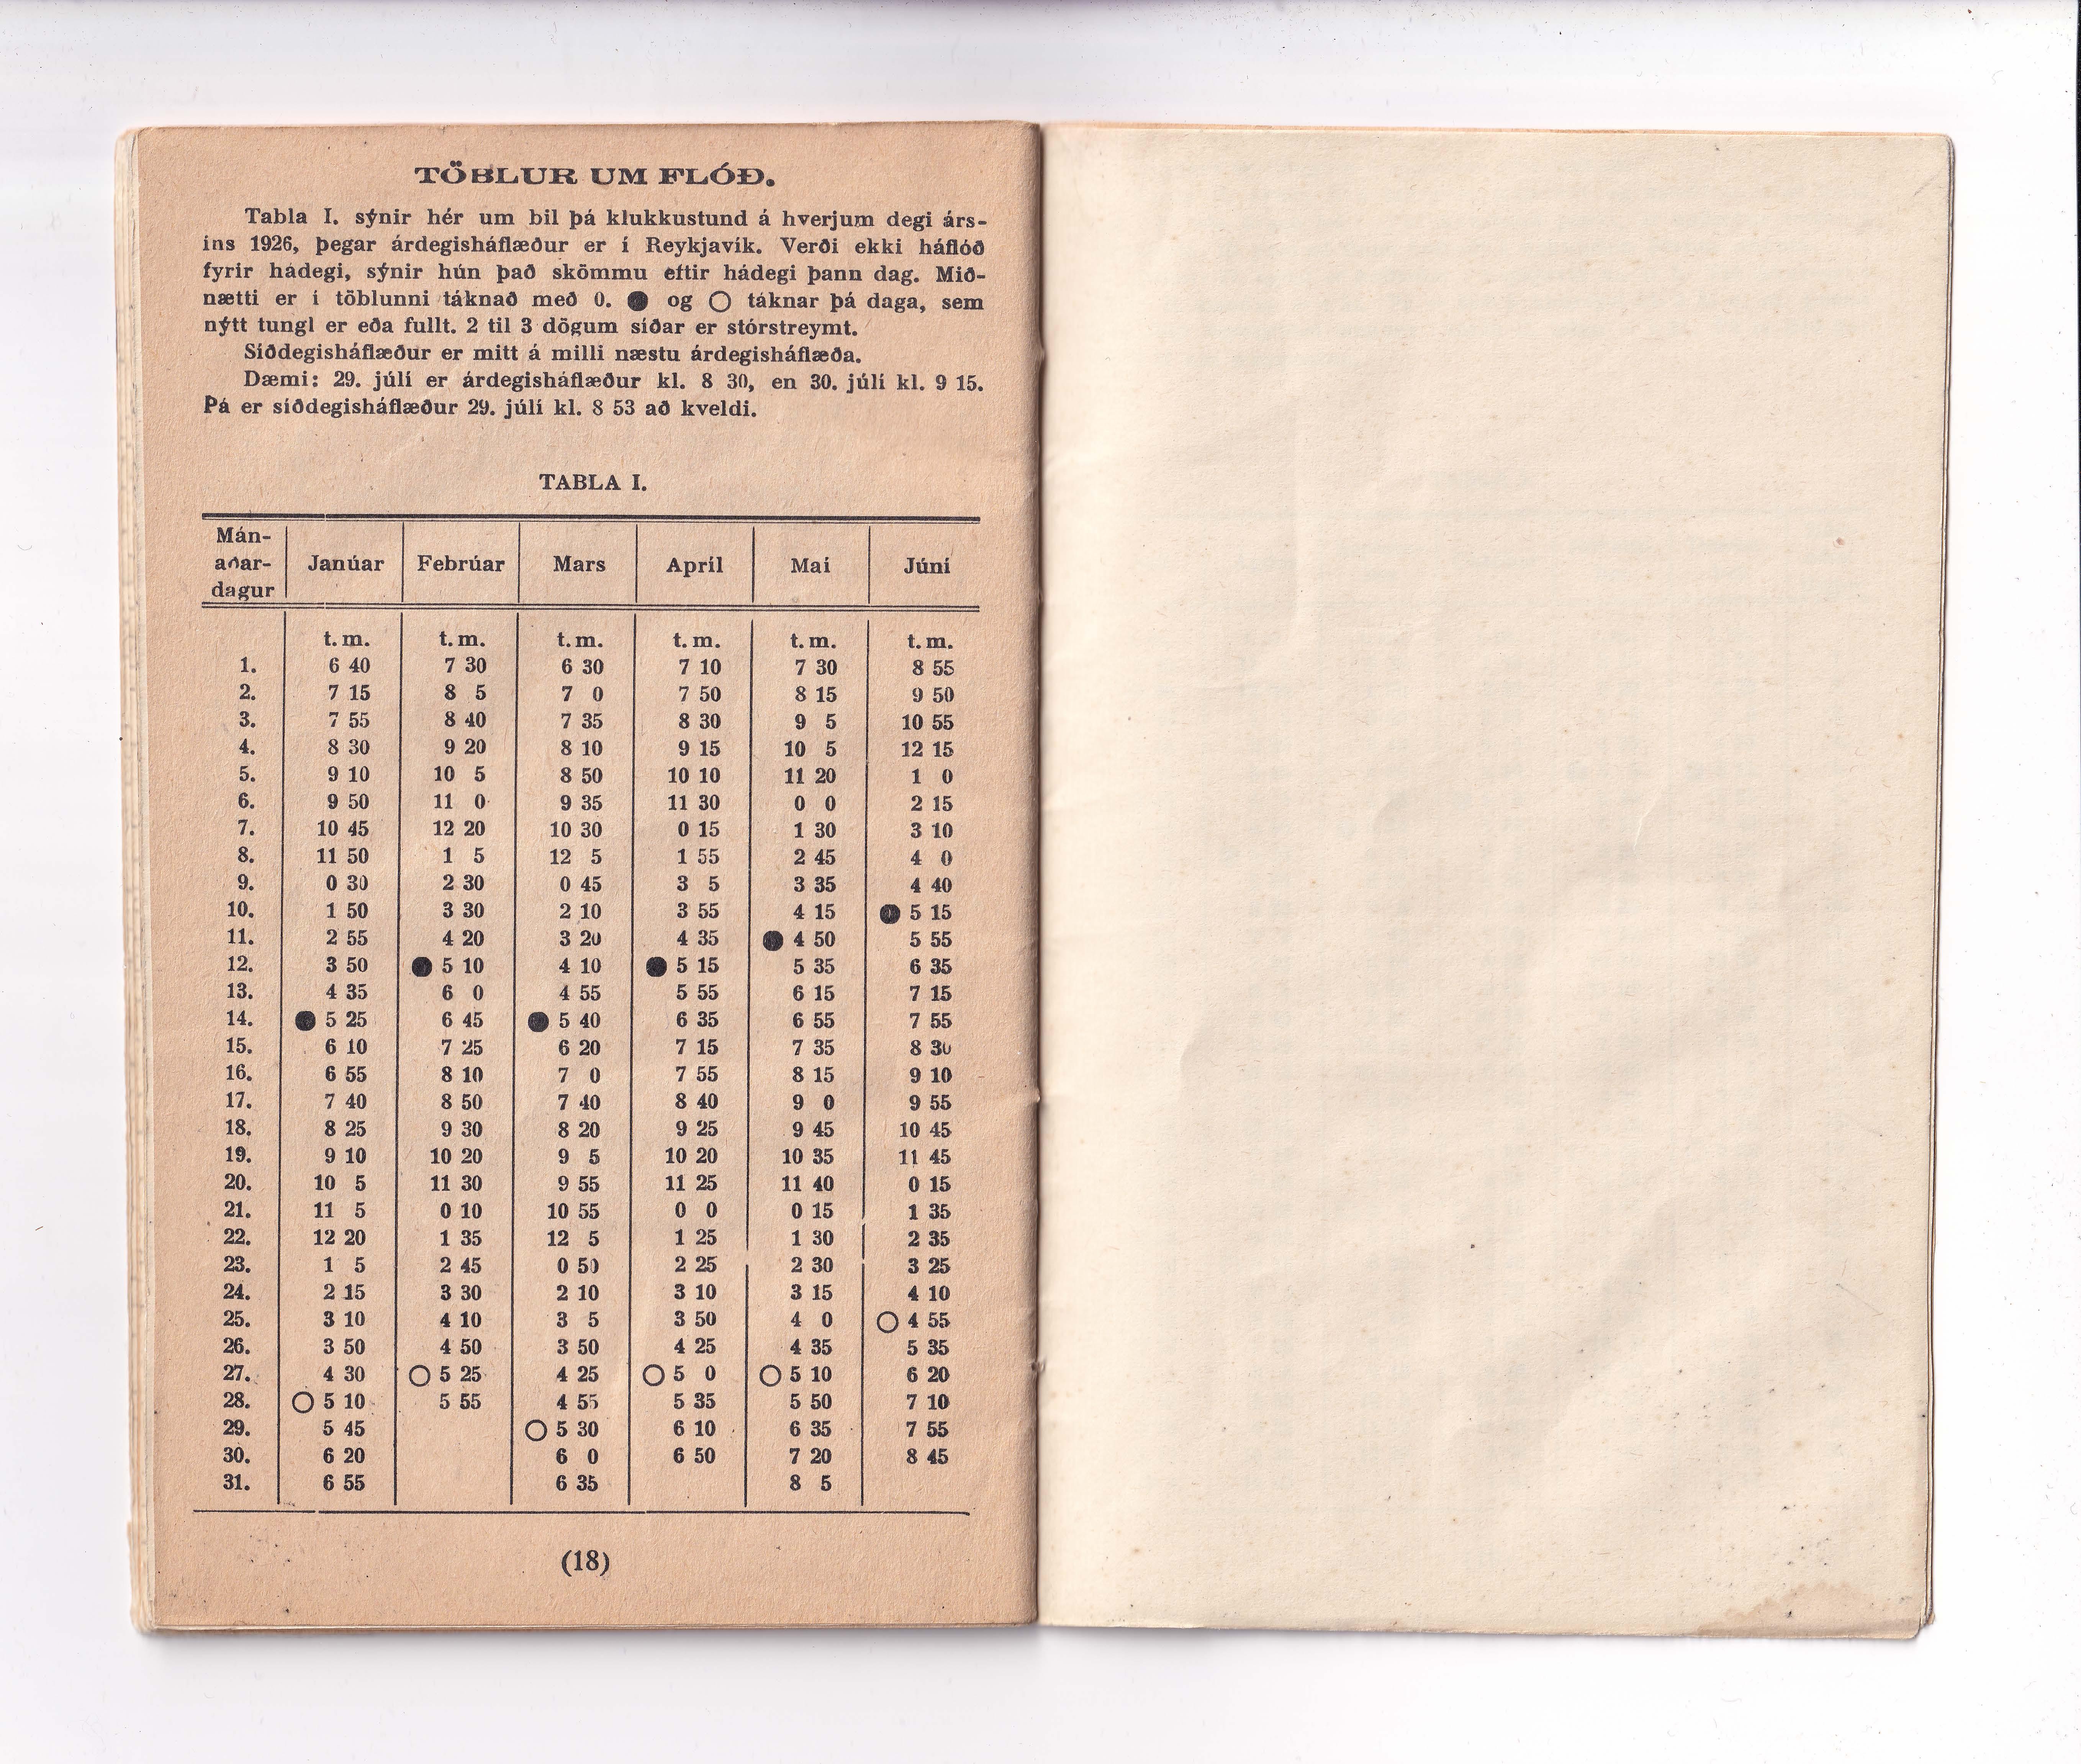 TÖBLUR UM FLÓÐ.
Tabla I. sýnir hér um bil þá klukkustund á hverjum degi árs-
ins 1926, þegar árdegisháflæður er í Reykjavík. Verði ekki háflóð
fyrir hádegi, sýnir hún það skömmu eftir hádegi þann dag. Mið-
nætti er í töblunni táknað með 0. ● og ○ táknar þá daga, sem
nýtt tungl er eða fullt. 2 til 3 dögum síðar er stórstreymt.
Síðdegisháflæður er mitt á milli næstu árdegisháflæða.
Dæmi: 29. júlí er árdegisháflæður kl. 8 30, en 30. júlí kl. 9 15.
Þá er síðdegisháflæður 29. júlí kl. 8 53 að kveldi.
TABLA I.
Mán-
aðar-
dagur Janúar Febrúar Mars Apríl Maí Júní
t. m. t. m. t. m. t. m. t. m. t. m.
1. 6 40 7 30 6 30 7 10 7 30 8 55
2. 7 15 8 5 7 0 7 50 8 15 9 50
3. 7 55 8 40 7 35 8 30 9 5 10 55
4. 8 30 9 20 8 10 9 15 10 5 12 15
5. 9 10 10 5 8 50 10 10 11 20 1 0
6. 9 50 11 0 9 35 11 30 0 0 2 15
7. 10 45 12 20 10 30 0 15 1 30 3 10
8. 11 50 1 5 12 5 1 55 2 45 4 0
9. 0 30 2 30 0 45 3 5 3 35 4 40
10. 1 50 3 30 2 10 3 55 4 15 ● 5 15
11. 2 55 4 20 3 20 4 35 ● 4 50 5 55
12. 3 50 ● 5 10 4 10 ● 5 15 5 35 6 35
13. 4 35 6 0 4 55 5 55 6 15 7 15
14. ● 5 25 6 45 ● 5 40 6 35 6 55 7 55
15. 6 10 7 25 6 20 7 15 7 35 8 30
16. 6 55 8 10 7 0 7 55 8 15 9 10
17. 7 40 8 50 7 40 8 40 9 0 9 55
18. 8 25 9 30 8 20 9 25 9 45 10 45
19. 9 10 10 20 9 5 10 20 10 35 11 45
20. 10 5 11 30 9 55 11 25 11 40 0 15
21. 11 5 0 10 10 55 0 0 0 15 1 35
22. 12 20 1 35 12 5 1 25 1 30 2 35
23. 1 5 2 45 0 50 2 25 2 30 3 25
24. 2 15 3 30 2 10 3 10 3 15 4 10
25. 3 10 4 10 3 5 3 50 4 0 ○ 4 55
26. 3 50 4 50 3 50 4 25 4 35 5 35
27. 4 30 ○ 5 25 4 25 ○ 5 0 ○ 5 10 6 20
28. ○ 5 10 5 55 4 55 5 35 5 50 7 10
29. 5 45 ○ 5 30 6 10 6 35 7 55
30. 6 20 6 0 6 50 7 20 8 45
31. 6 55 6 35 8 5
(18)